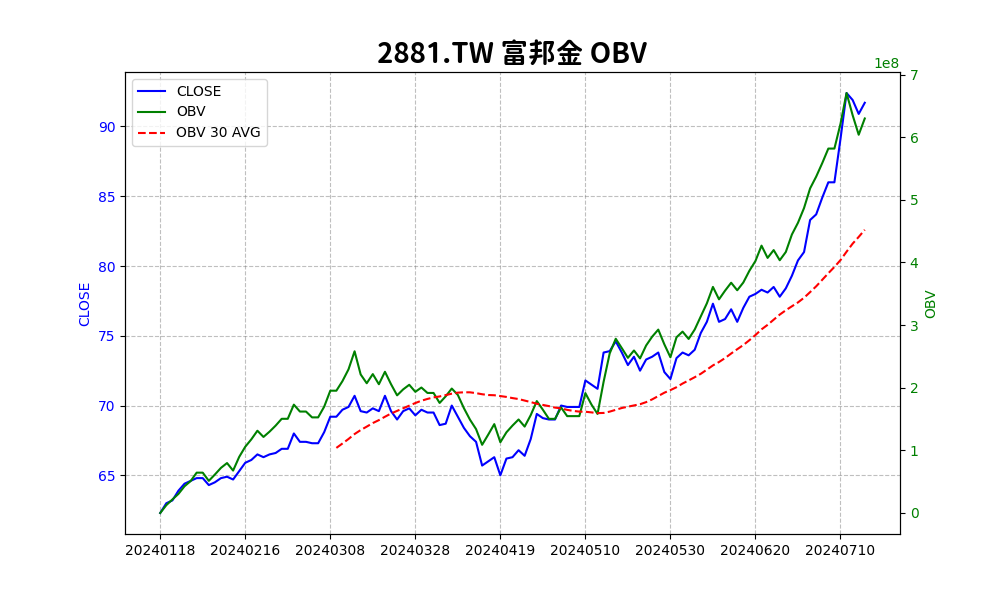 2881.TW 富邦金 OBV
1e8
CLOSE
OBV
OBV 30 AVG
90
85
80
75
70
65
CLOSE
7
6
5
4
3
2
1
0
OBV
20240118 20240216 20240308 20240328 20240419 20240510 20240530 20240620 20240710